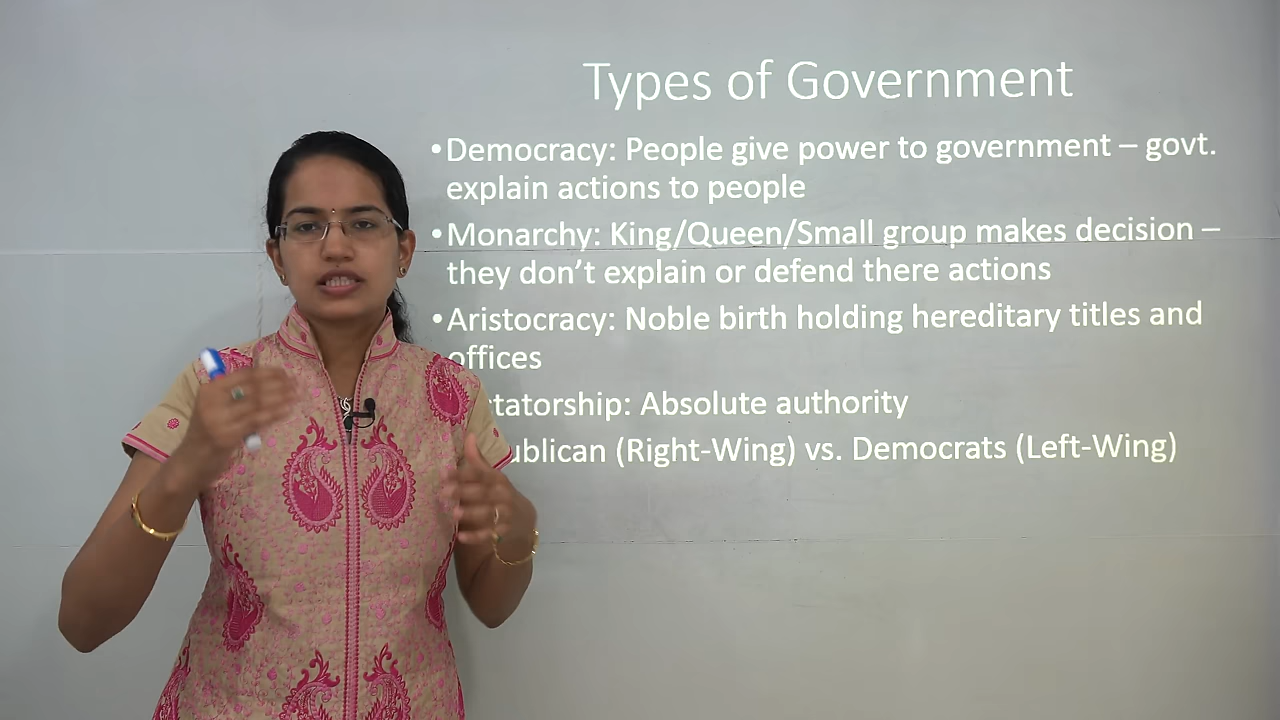 Types of Government
• Democracy: People give power to government – govt.
explain actions to people
• Monarchy: King/Queen/Small group makes decision –
they don't explain or defend there actions
• Aristocracy: Noble birth holding hereditary titles and
offices
ctatorship: Absolute authority
ublican (Right-Wing) vs. Democrats (Left-Wing)